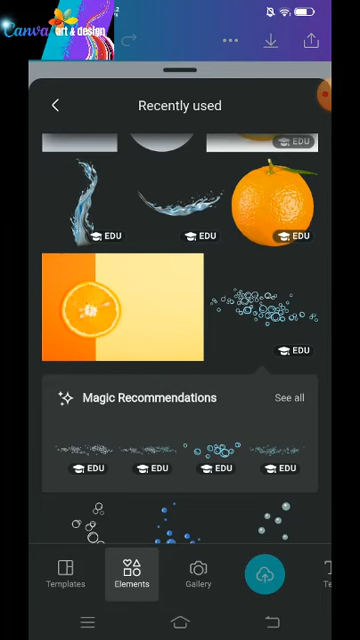 Canva art & design
Recently used
EDU
EDU EDU EDU
EDU
Magic Recommendations See all
EDU EDU EDU EDU
Templates Elements Gallery Te